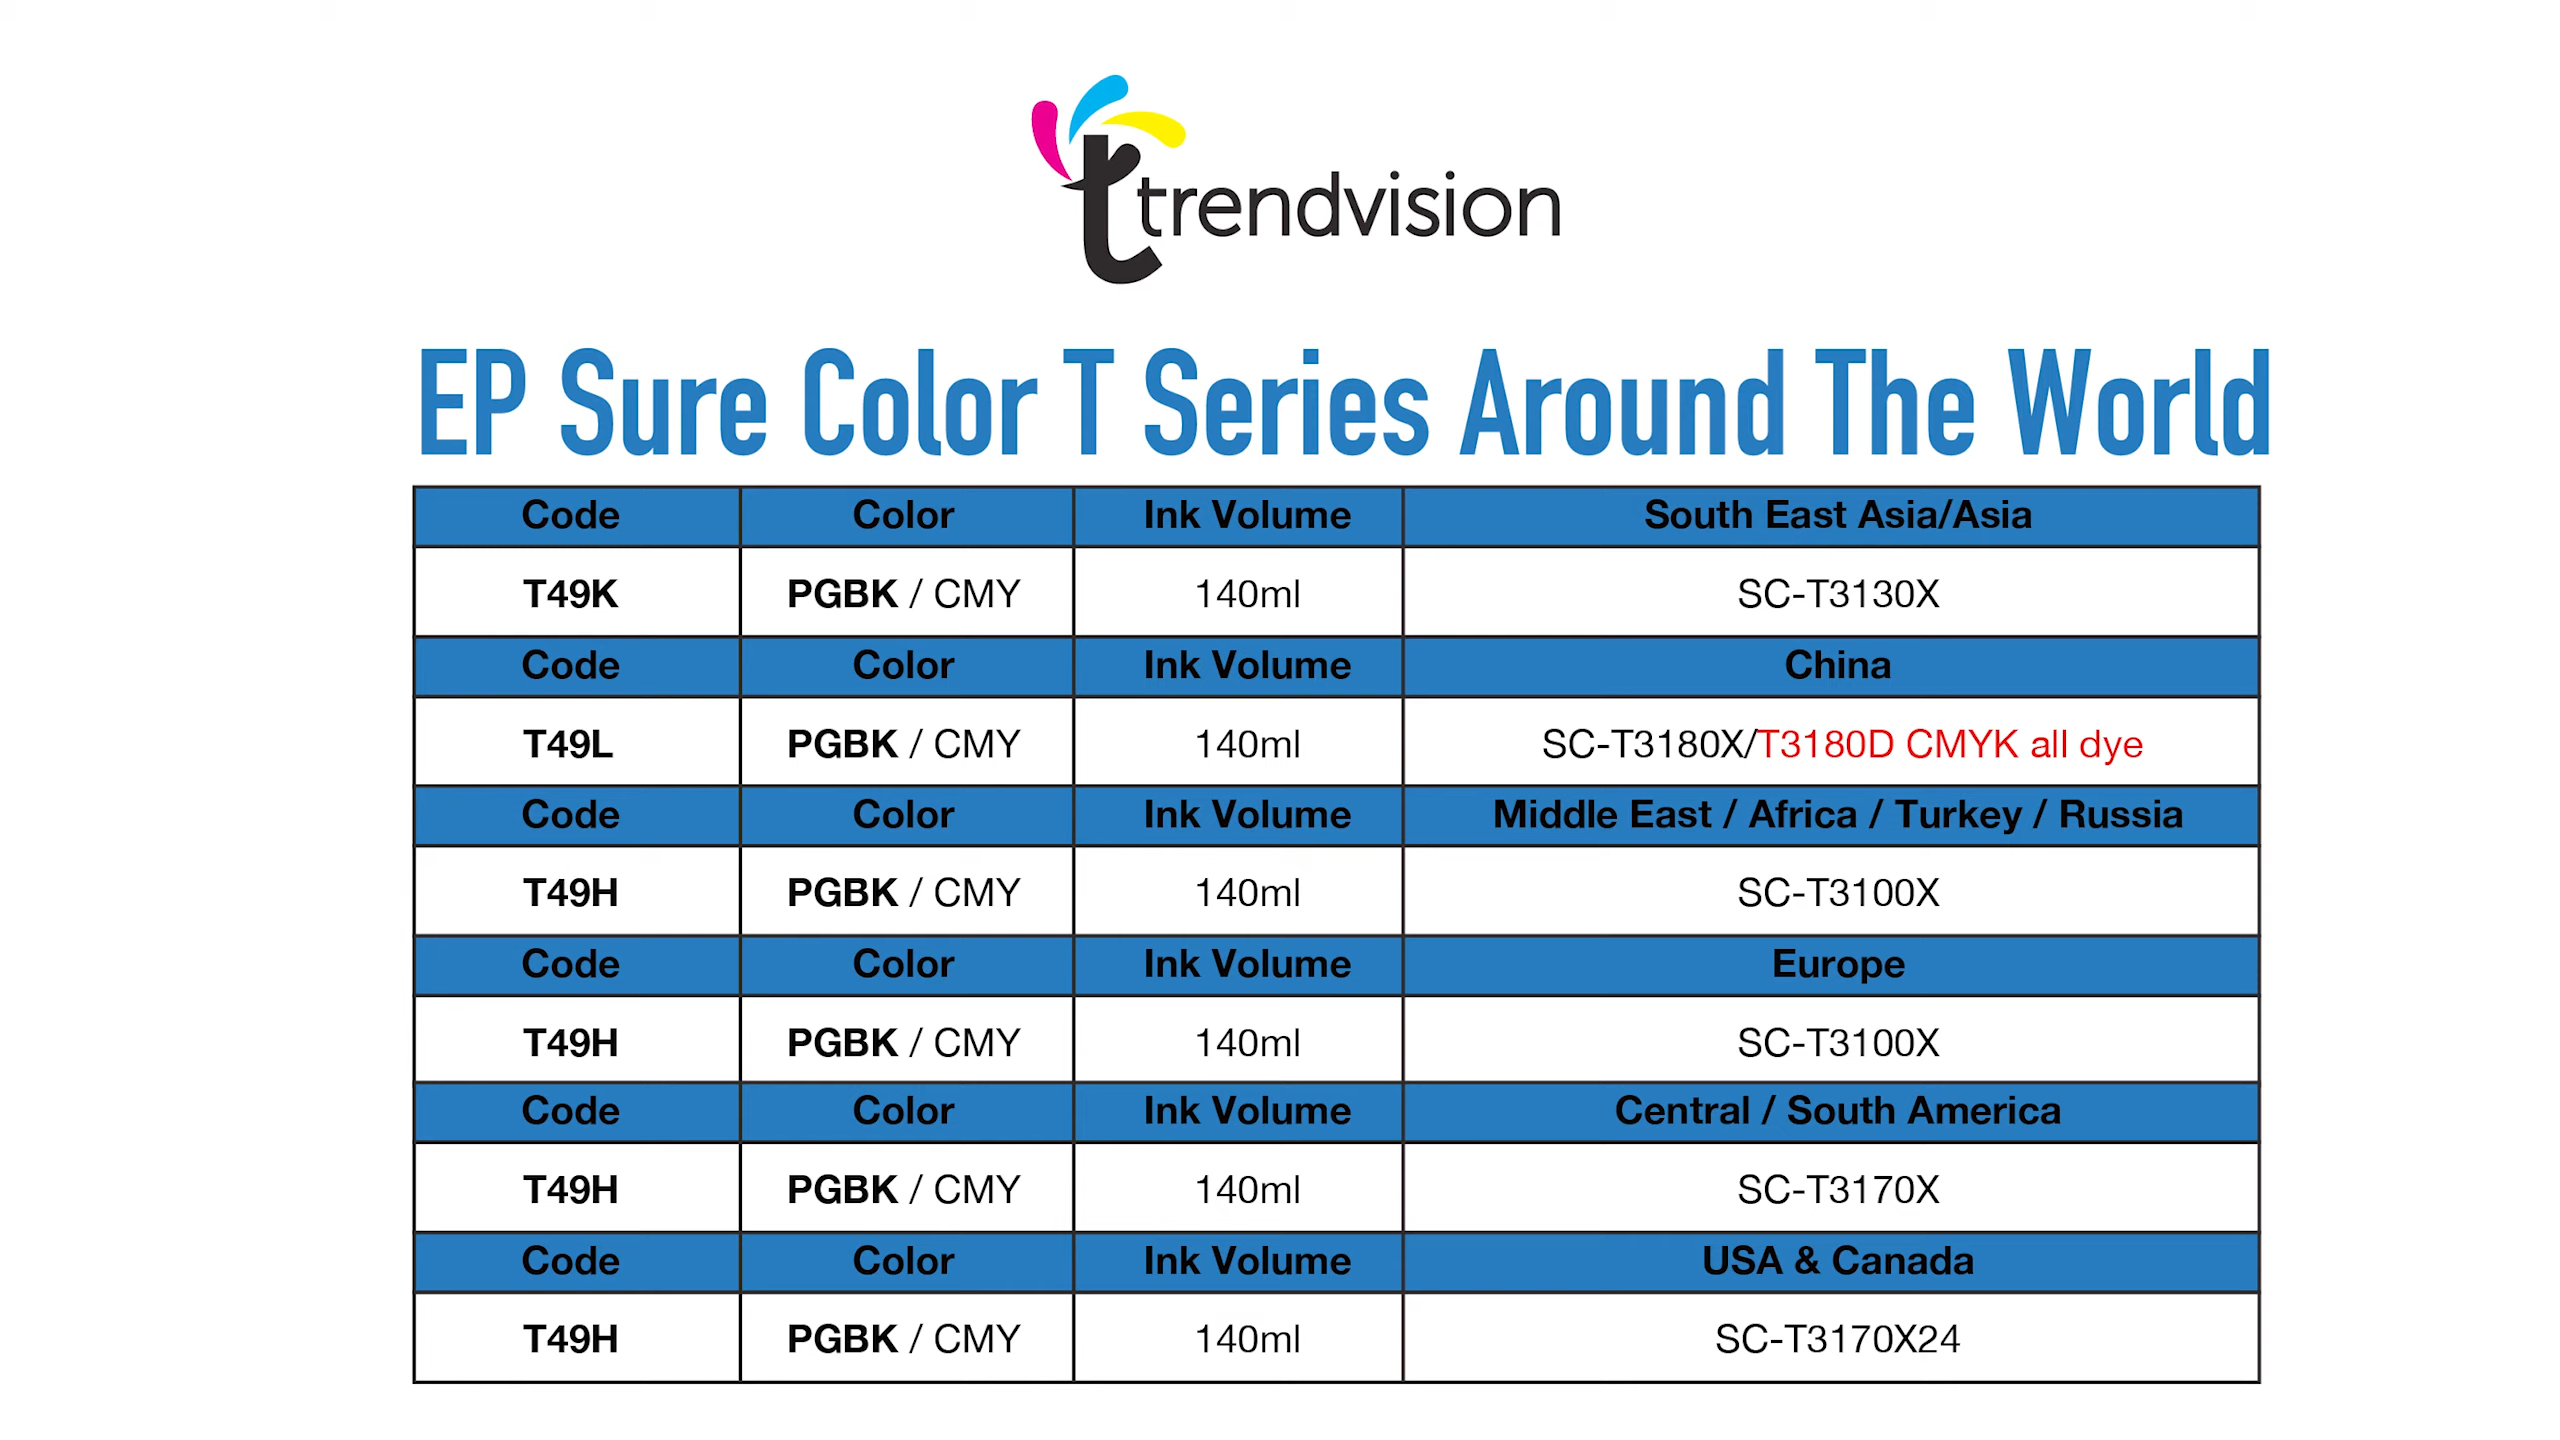 trendvision
EP Sure Color T Series Around The World
Code Color Ink Volume South East Asia/Asia
T49K PGBK / CMY 140ml SC-T3130X
Code Color Ink Volume China
T49L PGBK / CMY 140ml SC-T3180X/T3180D CMYK all dye
Code Color Ink Volume Middle East / Africa / Turkey / Russia
T49H PGBK / CMY 140ml SC-T3100X
Code Color Ink Volume Europe
T49H PGBK / CMY 140ml SC-T3100X
Code Color Ink Volume Central / South America
T49H PGBK / CMY 140ml SC-T3170X
Code Color Ink Volume USA & Canada
T49H PGBK / CMY 140ml SC-T3170X24